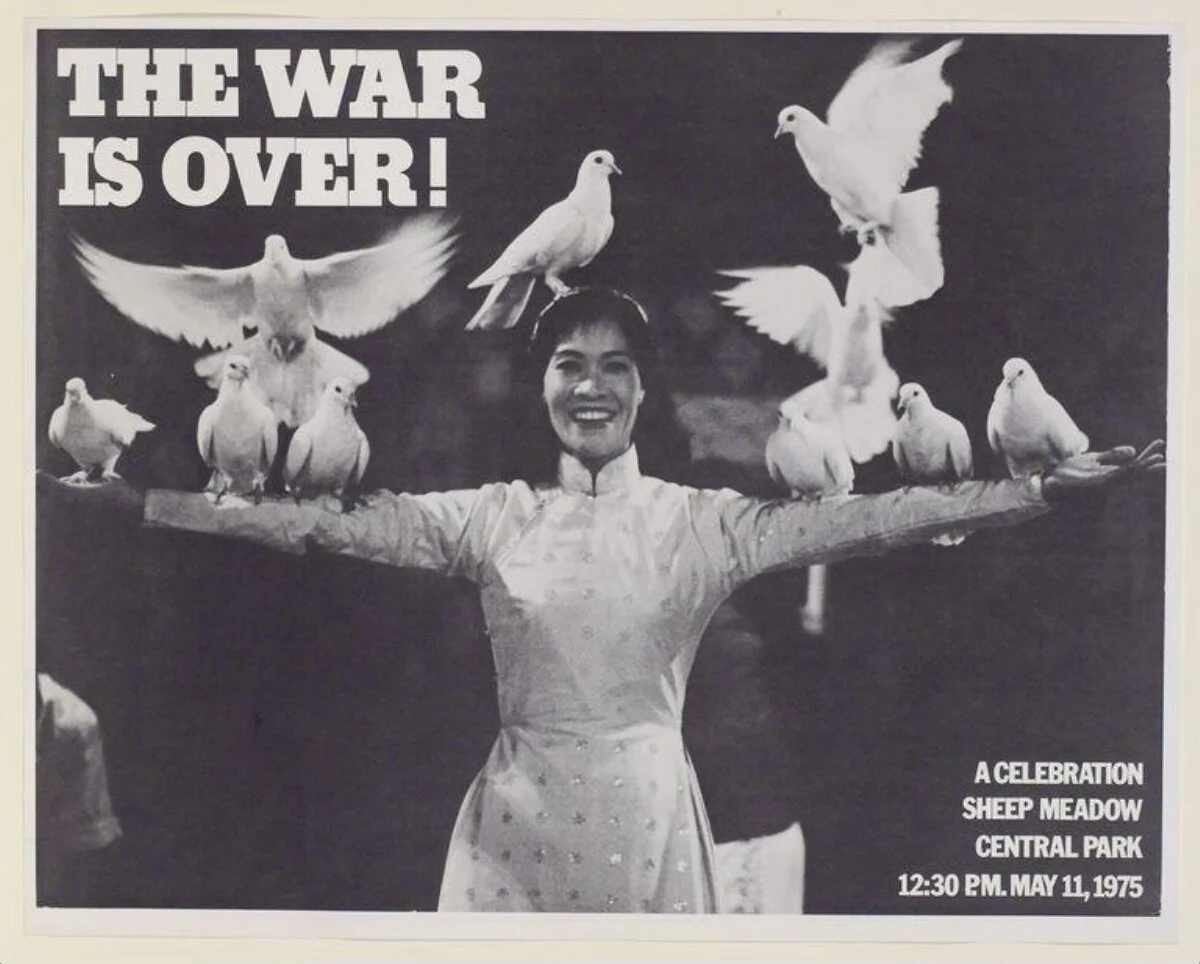 THE WAR
IS OVER!
A CELEBRATION
SHEEP MEADOW
CENTRAL PARK
12:30 P.M. MAY 11, 1975